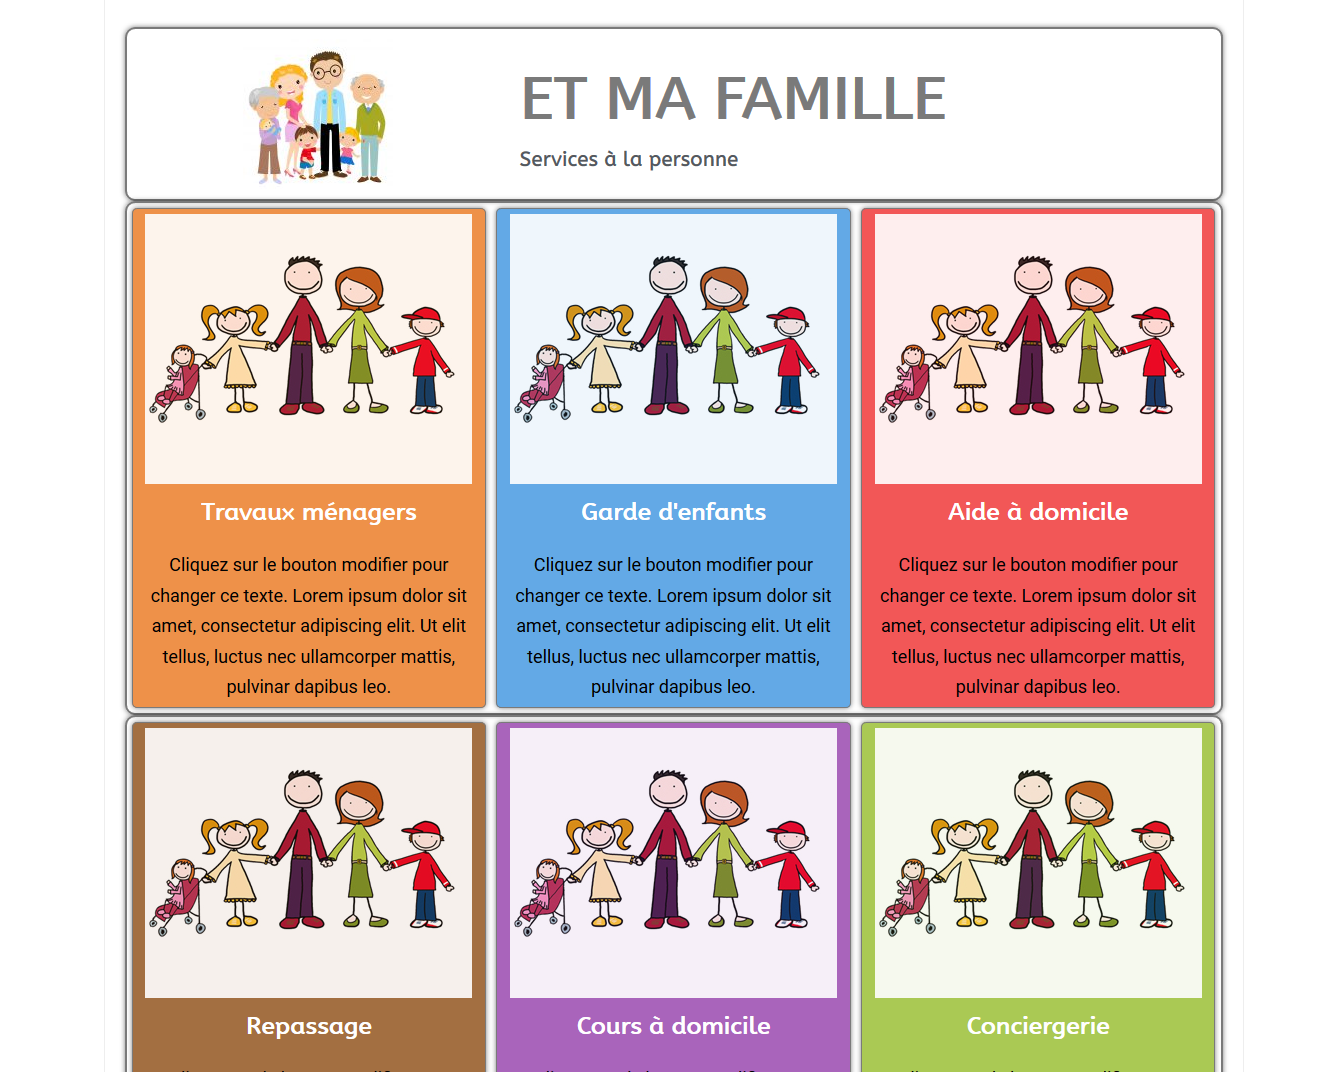 ET MA FAMILLE
Services à la personne
Travaux ménagers
Cliquez sur le bouton modifier pour
changer ce texte. Lorem ipsum dolor sit
amet, consectetur adipiscing elit. Ut elit
tellus, luctus nec ullamcorper mattis,
pulvinar dapibus leo.
Garde d'enfants
Cliquez sur le bouton modifier pour
changer ce texte. Lorem ipsum dolor sit
amet, consectetur adipiscing elit. Ut elit
tellus, luctus nec ullamcorper mattis,
pulvinar dapibus leo.
Aide à domicile
Cliquez sur le bouton modifier pour
changer ce texte. Lorem ipsum dolor sit
amet, consectetur adipiscing elit. Ut elit
tellus, luctus nec ullamcorper mattis,
pulvinar dapibus leo.
Repassage
Cours à domicile
Conciergerie